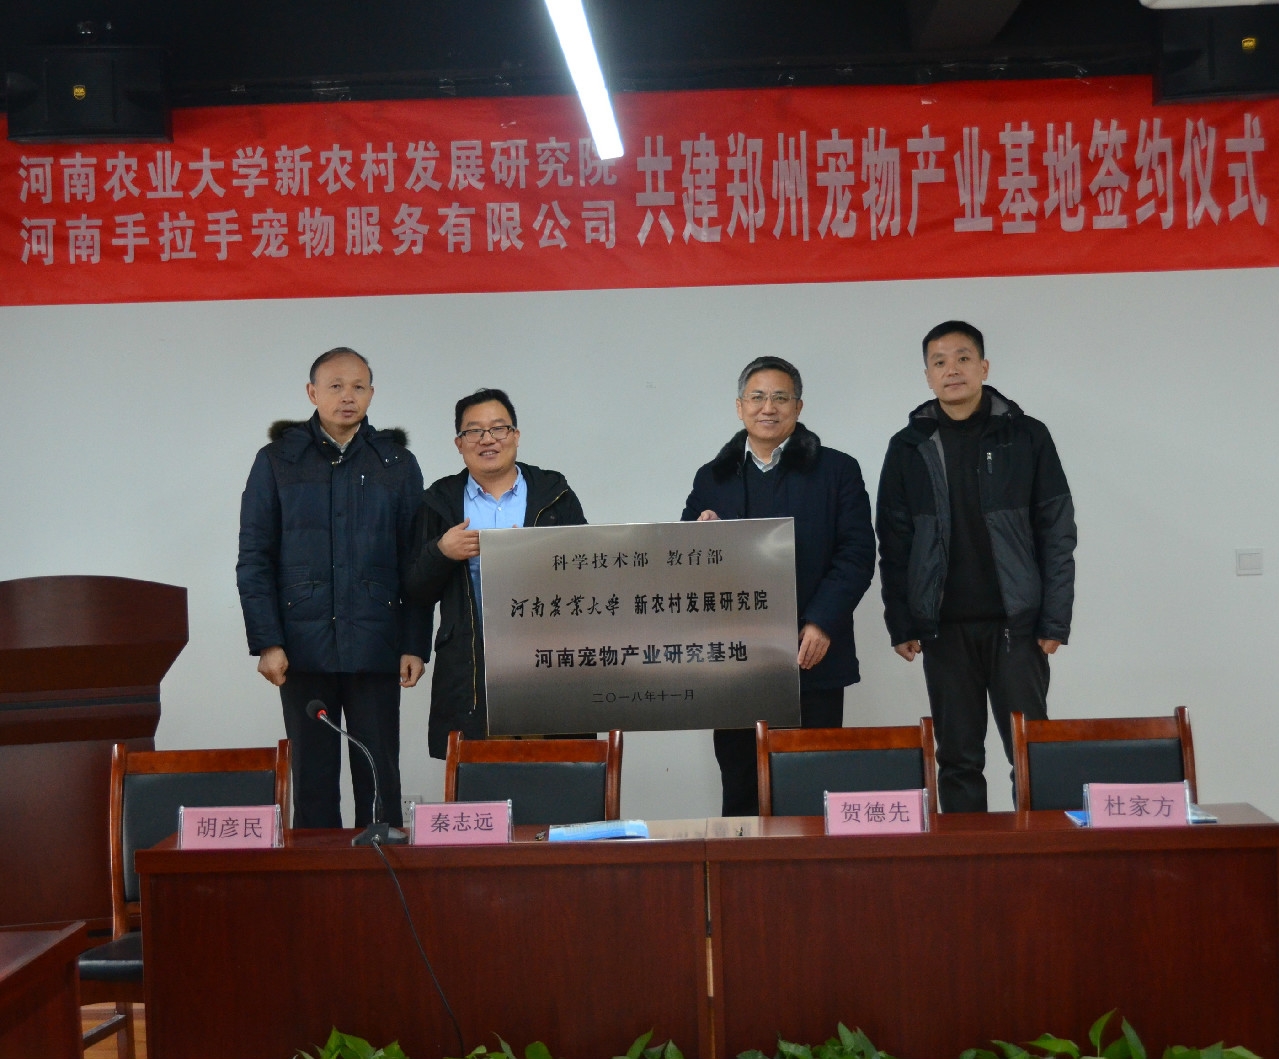 河南农业大学新农村发展研究院
河南手拉手宠物服务有限公司
共建郑州宠物产业基地签约仪式
科学技术部 教育部
河南农业大学 新农村发展研究院
河南宠物产业研究基地
二〇一八年十一月
胡彦民
秦志远
贺德先
杜家方